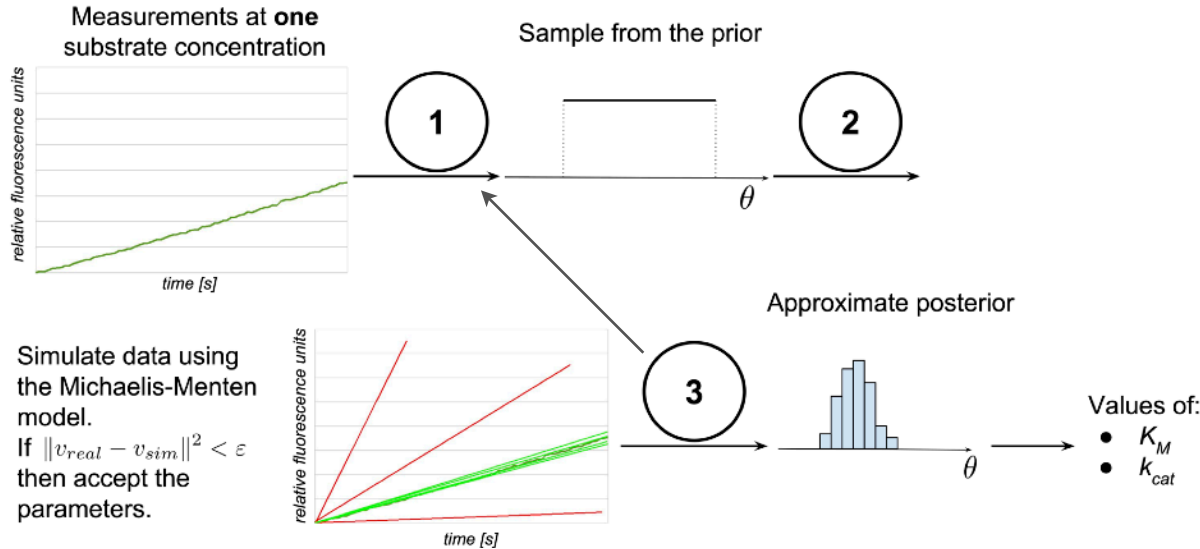 Measurements at one
substrate concentration
relative fluorescence units
time [s]
1
Sample from the prior
θ
2
Simulate data using
the Michaelis-Menten
model.
If ‖v_real − v_sim‖² < ε
then accept the
parameters.
relative fluorescence units
time [s]
3
Approximate posterior
θ
Values of:
● K_M
● k_cat